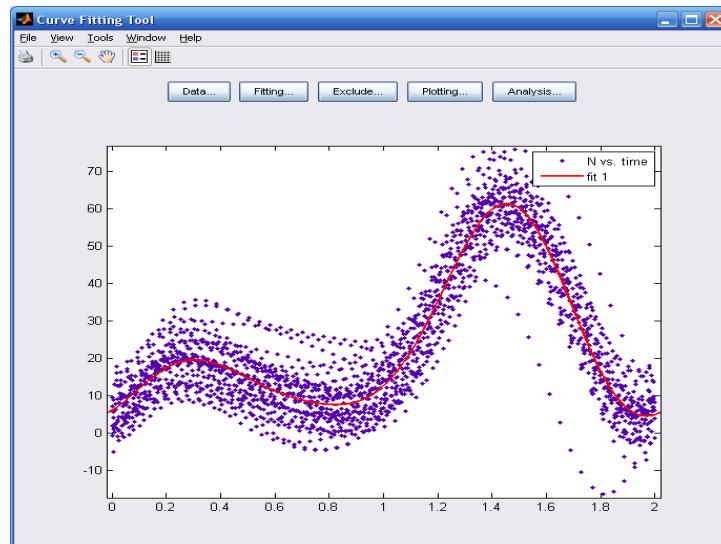 Curve Fitting Tool
File View Tools Window Help
Data... Fitting... Exclude... Plotting... Analysis...
N vs. time
fit 1
70
60
50
40
30
20
10
0
-10
0 0.2 0.4 0.6 0.8 1 1.2 1.4 1.6 1.8 2